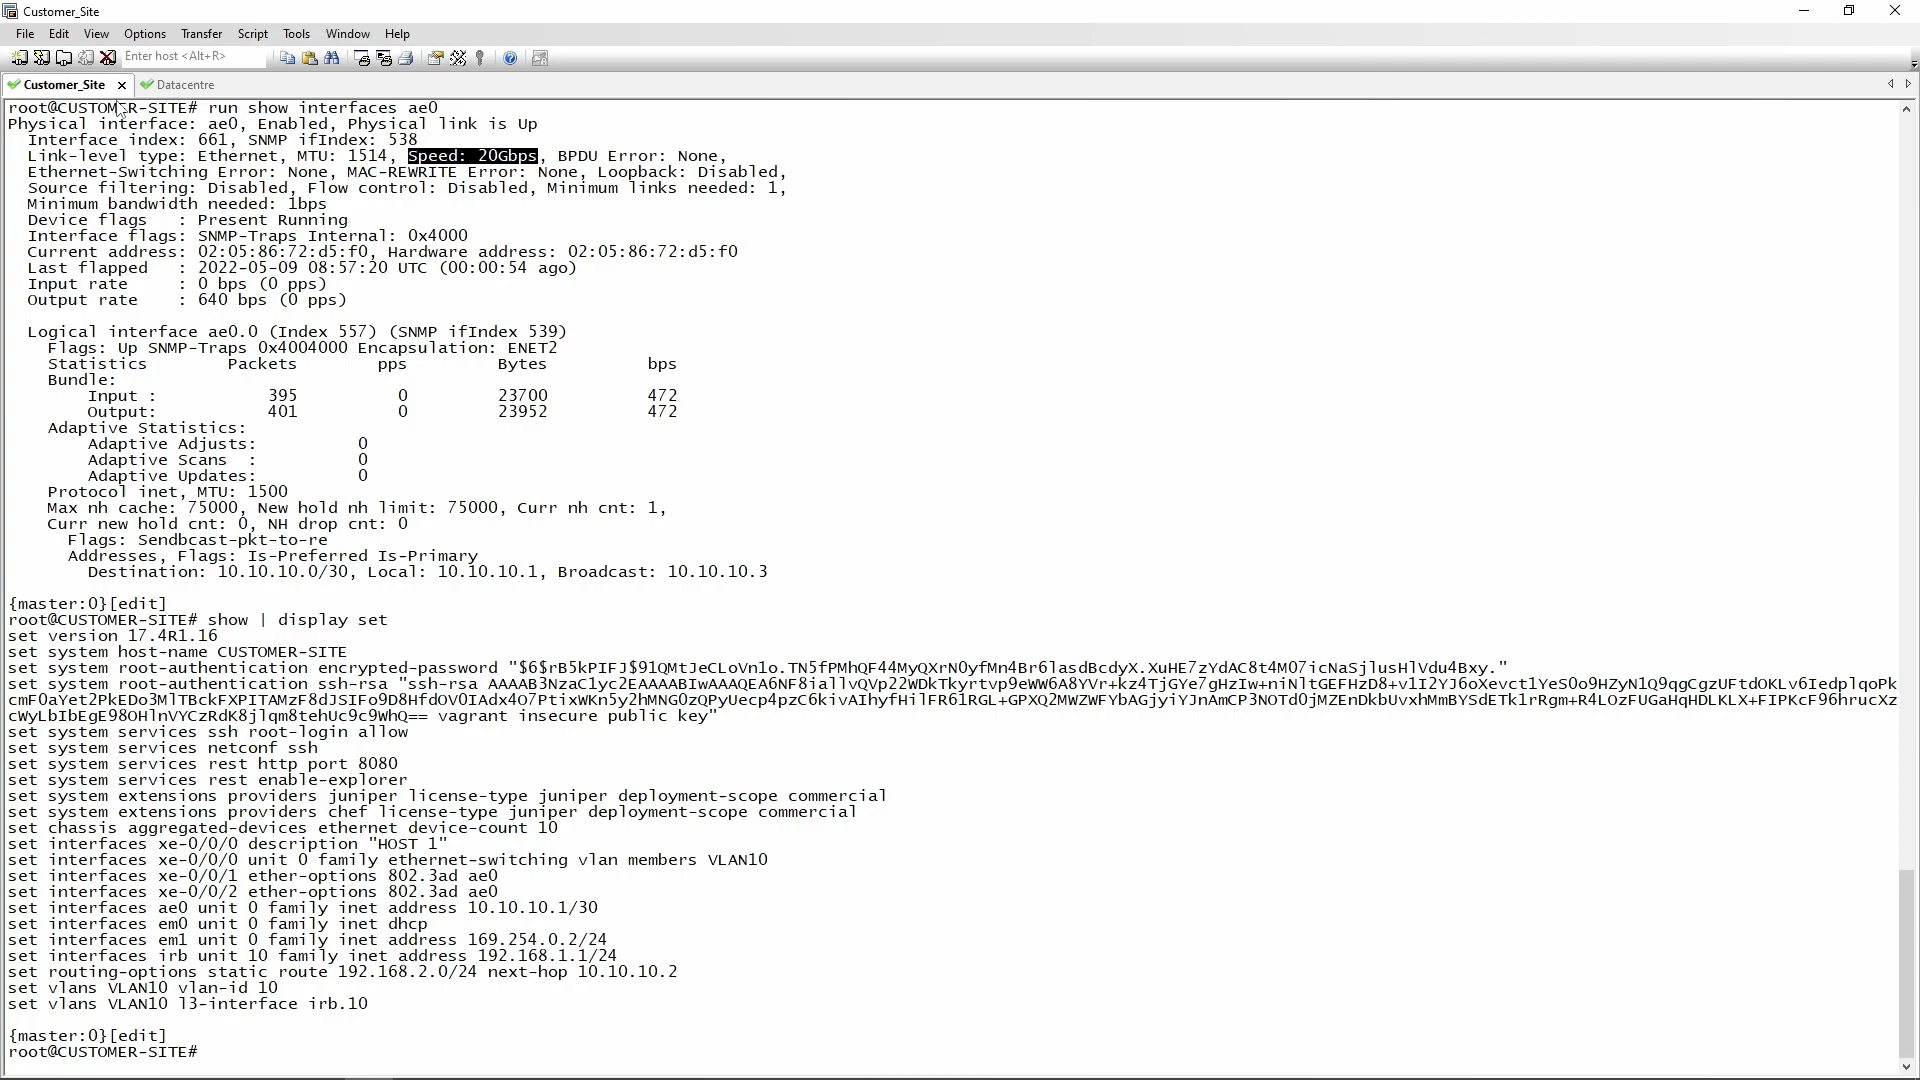 Customer_Site
File Edit View Options Transfer Script Tools Window Help
Enter host <Alt+R>
Customer_Site Datacentre
root@CUSTOMER-SITE# run show interfaces ae0
Physical interface: ae0, Enabled, Physical link is Up
Interface index: 661, SNMP ifIndex: 538
Link-level type: Ethernet, MTU: 1514, Speed: 20Gbps, BPDU Error: None,
Ethernet-Switching Error: None, MAC-REWRITE Error: None, Loopback: Disabled,
Source filtering: Disabled, Flow control: Disabled, Minimum links needed: 1,
Minimum bandwidth needed: 1bps
Device flags : Present Running
Interface flags: SNMP-Traps Internal: 0x4000
Current address: 02:05:86:72:d5:f0, Hardware address: 02:05:86:72:d5:f0
Last flapped : 2022-05-09 08:57:20 UTC (00:00:54 ago)
Input rate : 0 bps (0 pps)
Output rate : 640 bps (0 pps)
Logical interface ae0.0 (Index 557) (SNMP ifIndex 539)
Flags: Up SNMP-Traps 0x4004000 Encapsulation: ENET2
Statistics Packets pps Bytes bps
Bundle:
Input : 395 0 23700 472
Output: 401 0 23952 472
Adaptive Statistics:
Adaptive Adjusts: 0
Adaptive Scans : 0
Adaptive Updates: 0
Protocol inet, MTU: 1500
Max nh cache: 75000, New hold nh limit: 75000, Curr nh cnt: 1,
Curr new hold cnt: 0, NH drop cnt: 0
Flags: Sendbcast-pkt-to-re
Addresses, Flags: Is-Preferred Is-Primary
Destination: 10.10.10.0/30, Local: 10.10.10.1, Broadcast: 10.10.10.3
{master:0}[edit]
root@CUSTOMER-SITE# show | display set
set version 17.4R1.16
set system host-name CUSTOMER-SITE
set system root-authentication encrypted-password "$6$rB5kPIFJ$91QMtJeCLoVn1o.TN5fPMhQF44MyQXrN0yfMn4Br6lasdBcdyX.XuHE7zYdAC8t4M07icNaSjlusHlVdu4Bxy."
set system root-authentication ssh-rsa "ssh-rsa AAAAB3NzaC1yc2EAAAABIwAAAQEA6NF8iallvQVp22WDkTkyrtvp9eWW6A8YVr+kz4TjGYe7gHzIw+niNltGEFHzD8+v1I2YJ6oXevct1YeS0o9HZyN1Q9qgCgzUFtdOKLv6IedplqoPk
cmF0aYet2PkEDo3MlTBckFXPITAMzF8dJSIFo9D8HfdOV0IAdx4O7PtixWKn5y2hMNG0zQPyUecp4pzC6kivAIhyfHilFR61RGL+GPXQ2MWZWFYbAGjyiYJnAmCP3NOTd0jMZEnDkbUvxhMmBYSdETk1rRgm+R4LOzFUGaHqHDLKLX+FIPKcF96hrucXz
cWyLbIbEgE98OHlnVYCzRdK8jlqm8tehUc9c9WhQ== vagrant insecure public key"
set system services ssh root-login allow
set system services netconf ssh
set system services rest http port 8080
set system services rest enable-explorer
set system extensions providers juniper license-type juniper deployment-scope commercial
set system extensions providers chef license-type juniper deployment-scope commercial
set chassis aggregated-devices ethernet device-count 10
set interfaces xe-0/0/0 description "HOST 1"
set interfaces xe-0/0/0 unit 0 family ethernet-switching vlan members VLAN10
set interfaces xe-0/0/1 ether-options 802.3ad ae0
set interfaces xe-0/0/2 ether-options 802.3ad ae0
set interfaces ae0 unit 0 family inet address 10.10.10.1/30
set interfaces em0 unit 0 family inet dhcp
set interfaces em1 unit 0 family inet address 169.254.0.2/24
set interfaces irb unit 10 family inet address 192.168.1.1/24
set routing-options static route 192.168.2.0/24 next-hop 10.10.10.2
set vlans VLAN10 vlan-id 10
set vlans VLAN10 l3-interface irb.10
{master:0}[edit]
root@CUSTOMER-SITE#